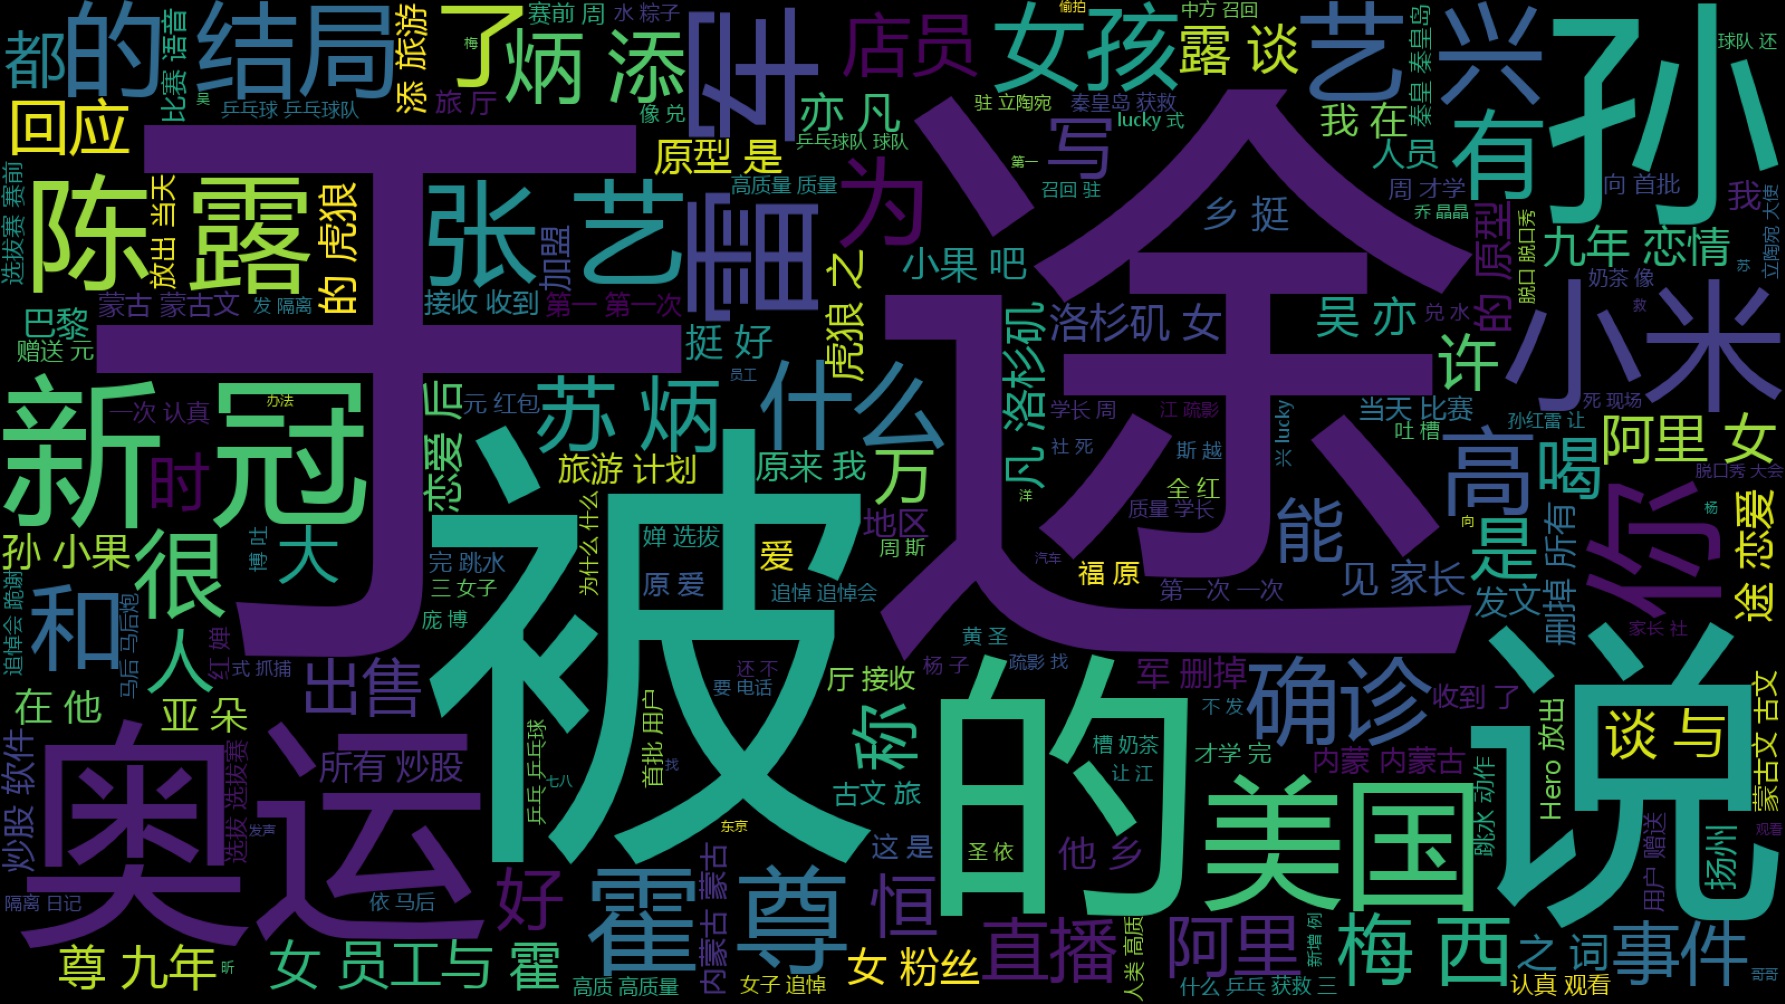 都
的 结局
比赛 语音
吴
乒乓球 乒乓球队
添 旅游
了
梅
旅 厅
赛前 周
水 粽子
炳 添
像 兑
车
店员
亦 凡
乒乓球队 球队
女孩
偷拍
中方 召回
露 谈
驻 立陶宛
秦皇岛 获救
lucky 式
艺 兴
秦皇 秦皇岛
我 在
人员
有
孙
球队 还
回应
选拔赛 赛前
陈 露
放出 当天
的 虎狼
于
张 艺
加盟
原型 是
雷
高质量 质量
为
第一
写
召回 驻
途
乡 挺
周 才学
乔 晶晶
的 原型
脱口 脱口秀
向 首批
我
立陶宛 大使
九年 恋情
蒙古 蒙古文
发 隔离
接收 收到
第一 第一次
虎狼 之
小果 吧
洛杉矶 女
凡 洛杉矶
吴 亦
兑 水
奶茶 像
苏
救
巴黎
赠送 元
挺 好
许
小米
新冠
一次 认真
办法
时
恋爱 后
元 红包
苏 炳
员工
什么
学长 周
江 疏影
社 死
斯 越
兴 lucky
当天 比赛
吐 槽
孙红雷 让
死 现场
阿里 女
脱口秀 大会
旅游 计划
原来 我
万
全 红
质量 学长
洋
高
喝
向
你
杨
途 恋爱
孙 小果
很
博 吐
大
完 跳水
三 女子
庞 博
为什么 什么
被
婵 选拔
原 爱
爱
追悼 追悼会
地区
周 斯
汽车
福 原
第一次 一次
能
见 家长
是
发文
删掉 所有
家长 社
追悼会 跪谢
和
马后 马后炮
人
红 婵
式 抓捕
在 他
亚 朵
出售
还 不
要 电话
厅 接收
杨 子
黄 圣
疏影 找
的
军 删掉
不 发
确诊
收到 了
说
谈 与
蒙古文 古文
炒股 软件
奥运
选拔 选拔赛
所有 炒股
发声
乒乓 乒乓球
七八
首批 用户
找
东京
称
古文 旅
槽 奶茶
让 江
才学 完
内蒙 内蒙古
跳水 动作
Hero 放出
观看
隔离 日记
依 马后
好
霍 尊
内蒙古 蒙古
这 是
恒
圣 依
他 乡
美国
用户 赠送
扬州
尊 九年
女 员工
与 霍
高质 高质量
女子 追悼
女 粉丝
直播
人类 高质
阿里
什么 乒乓
获救 三
新增 例
梅 西
认真 观看
之 词
事件